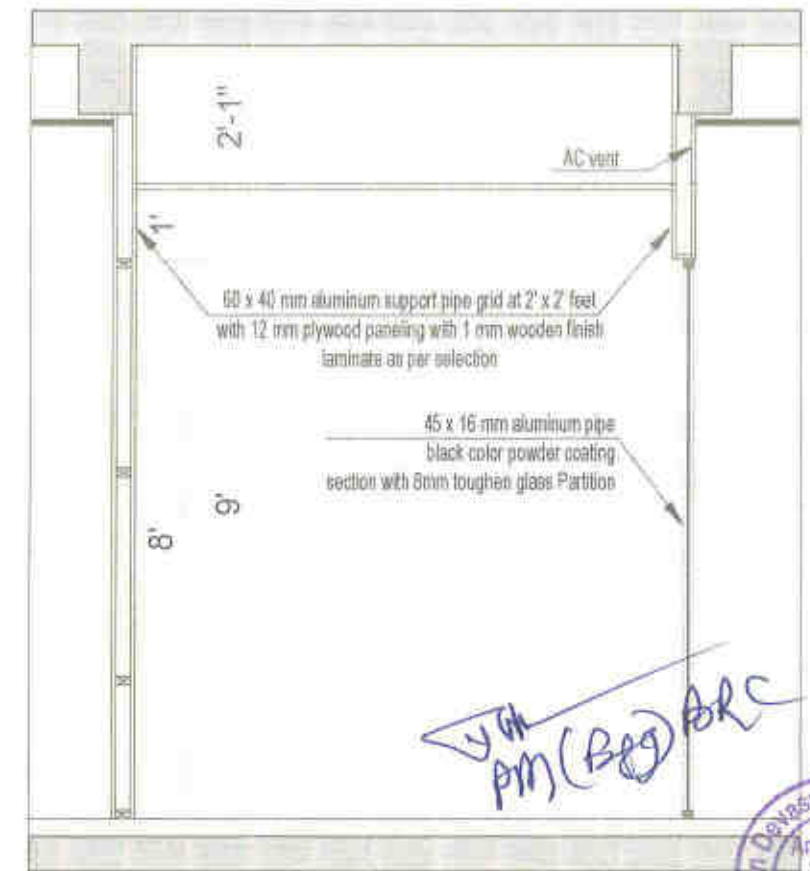 2'-1"
AC vent
1'
60 x 40 mm aluminum support pipe grid at 2' x 2' feet
with 12 mm plywood paneling with 1 mm wooden finish
laminate as per selection
45 x 16 mm aluminum pipe
black color powder coating
section with 8mm toughen glass Partition
9'
8'
PM (Beg) ARC